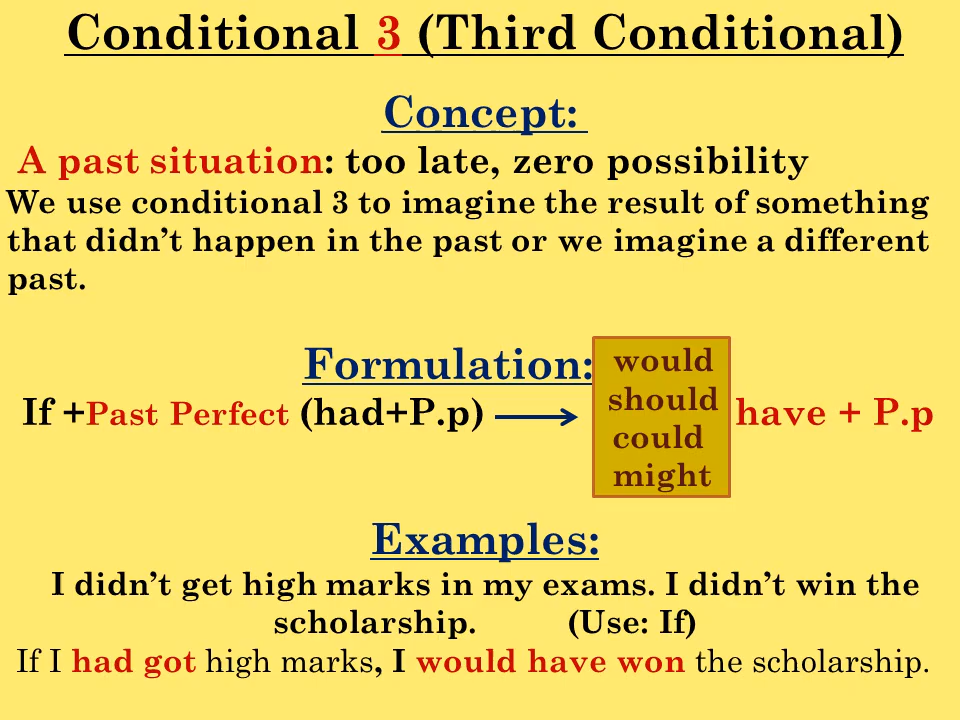 Conditional 3 (Third Conditional)
Concept:
A past situation: too late, zero possibility
We use conditional 3 to imagine the result of something
that didn’t happen in the past or we imagine a different
past.
Formulation:
If +Past Perfect (had+P.p)
would
should
could
might
have + P.p
Examples:
I didn’t get high marks in my exams. I didn’t win the
scholarship. (Use: If)
If I had got high marks, I would have won the scholarship.